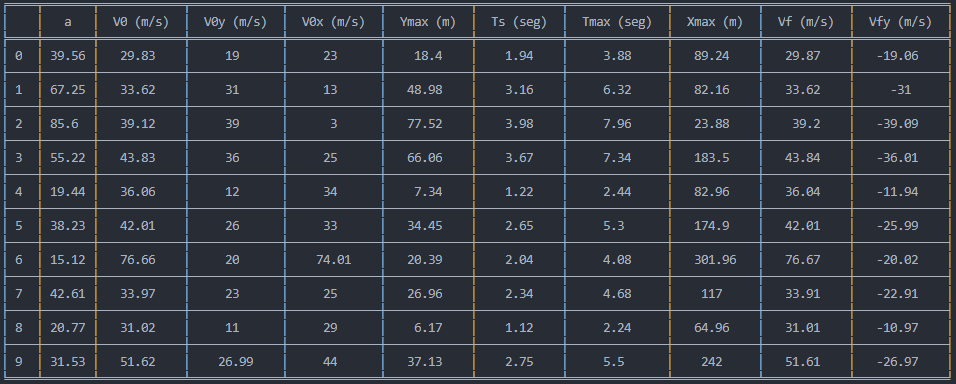 a V0 (m/s) V0y (m/s) V0x (m/s) Ymax (m) Ts (seg) Tmax (seg) Xmax (m) Vf (m/s) Vfy (m/s)
0 39.56 29.83 19 23 18.4 1.94 3.88 89.24 29.87 -19.06
1 67.25 33.62 31 13 48.98 3.16 6.32 82.16 33.62 -31
2 85.6 39.12 39 3 77.52 3.98 7.96 23.88 39.2 -39.09
3 55.22 43.83 36 25 66.06 3.67 7.34 183.5 43.84 -36.01
4 19.44 36.06 12 34 7.34 1.22 2.44 82.96 36.04 -11.94
5 38.23 42.01 26 33 34.45 2.65 5.3 174.9 42.01 -25.99
6 15.12 76.66 20 74.01 20.39 2.04 4.08 301.96 76.67 -20.02
7 42.61 33.97 23 25 26.96 2.34 4.68 117 33.91 -22.91
8 20.77 31.02 11 29 6.17 1.12 2.24 64.96 31.01 -10.97
9 31.53 51.62 26.99 44 37.13 2.75 5.5 242 51.61 -26.97